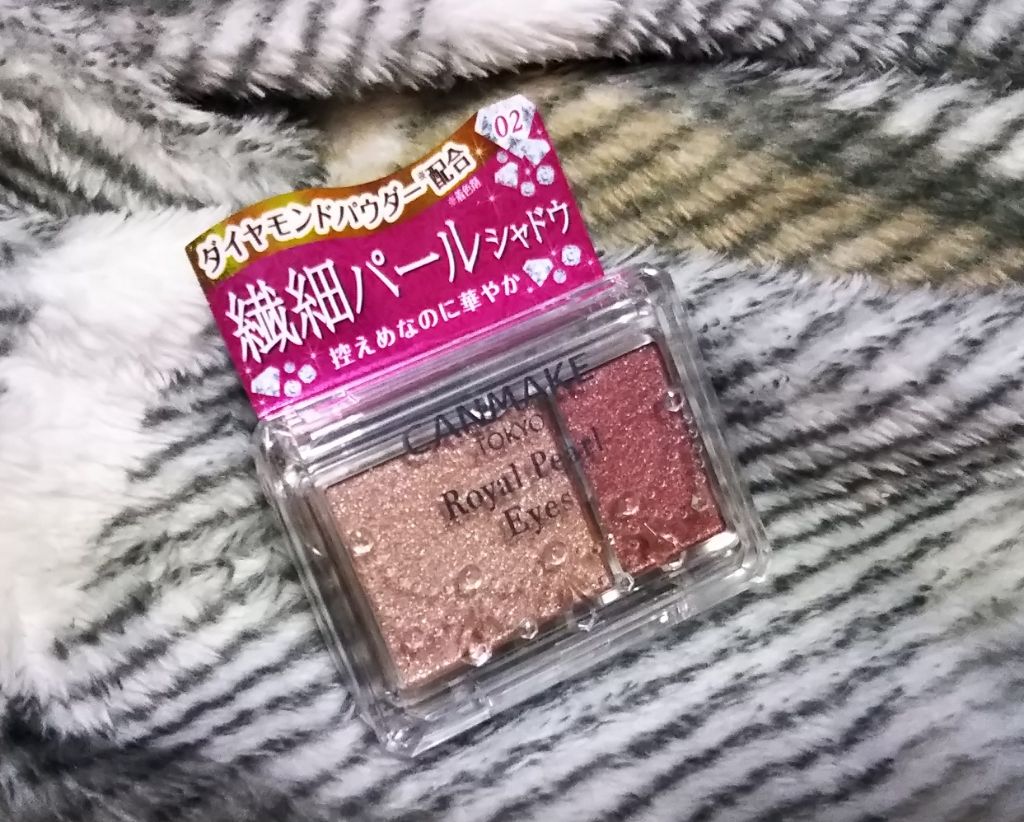 02
ダイヤモンドパウダー※配合
※着色剤
繊細パールシャドウ
控えめなのに華やか
CANMAKE
TOKYO
Royal Pearl
Eyes